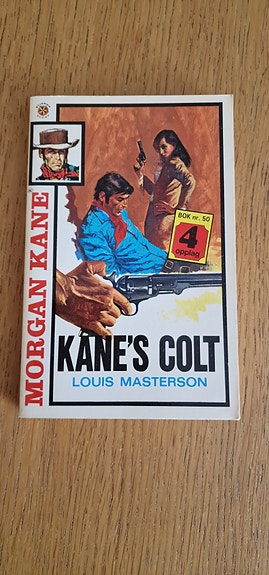 MORGAN KANE
BOK nr. 50
4
opplag
KANE'S COLT
LOUIS MASTERSON